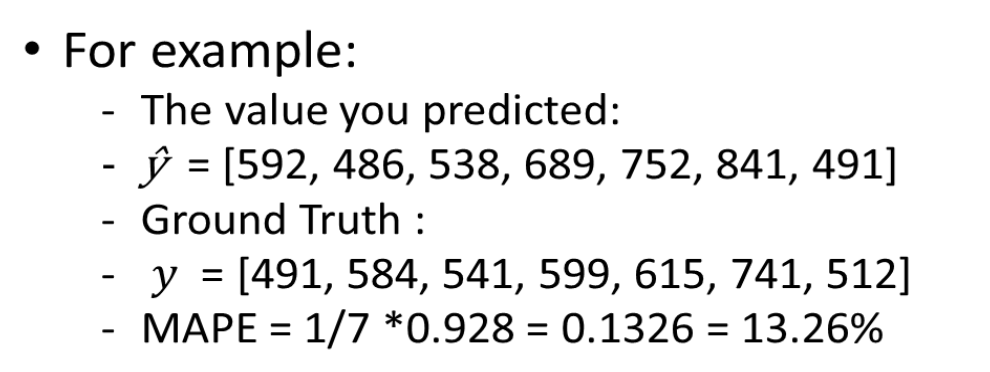 • For example:
- The value you predicted:
- ŷ = [592, 486, 538, 689, 752, 841, 491]
- Ground Truth :
- y = [491, 584, 541, 599, 615, 741, 512]
- MAPE = 1/7 *0.928 = 0.1326 = 13.26%